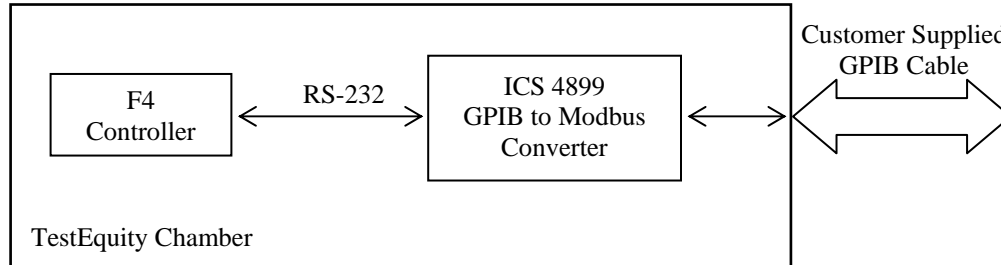 Customer Supplied
GPIB Cable
F4
Controller
RS-232
ICS 4899
GPIB to Modbus
Converter
TestEquity Chamber